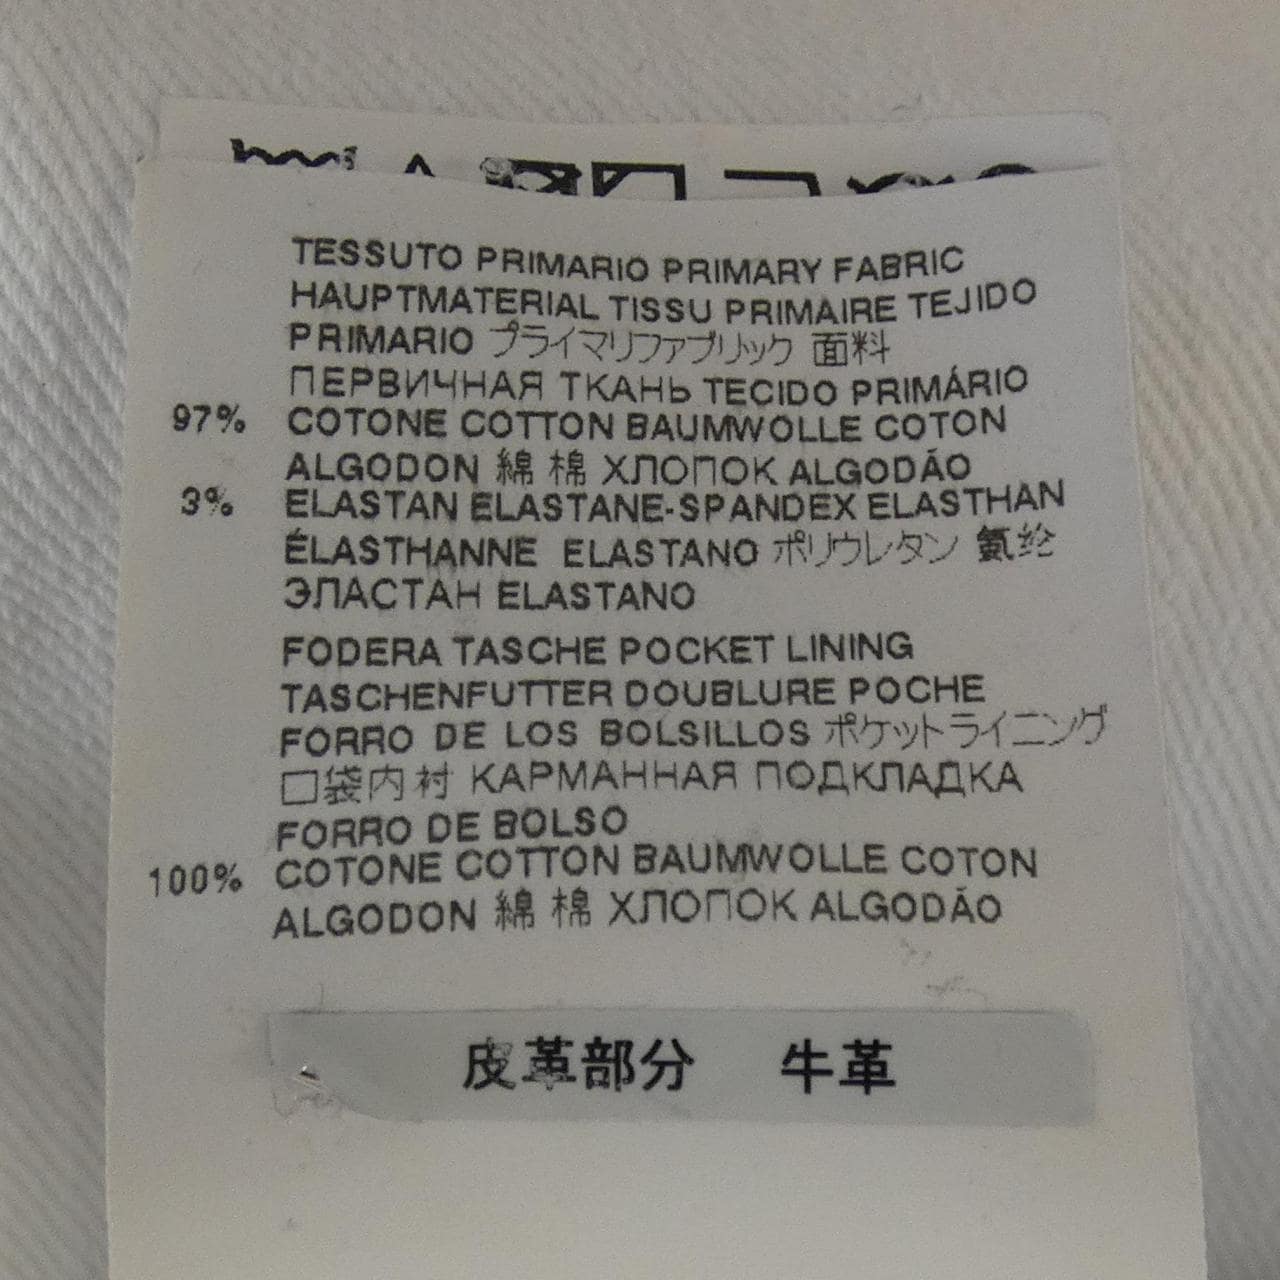 TESSUTO PRIMARIO PRIMARY FABRIC
HAUPTMATERIAL TISSU PRIMAIRE TEJIDO
PRIMARIO プライマリファブリック 面料
ПЕРВИЧНАЯ ТКАНЬ TECIDO PRIMÁRIO
97% COTONE COTTON BAUMWOLLE COTON
ALGODON 綿 棉 ХЛОПОК ALGODÃO
3% ELASTAN ELASTANE-SPANDEX ELASTHAN
ÉLASTHANNE ELASTANO ポリウレタン 氨纶
ЭЛАСТАН ELASTANO
FODERA TASCHE POCKET LINING
TASCHENFUTTER DOUBLURE POCHE
FORRO DE LOS BOLSILLOS ポケットライニング
口袋内衬 КАРМАННАЯ ПОДКЛАДКА
FORRO DE BOLSO
100% COTONE COTTON BAUMWOLLE COTON
ALGODON 綿 棉 ХЛОПОК ALGODÃO
皮革部分 牛革